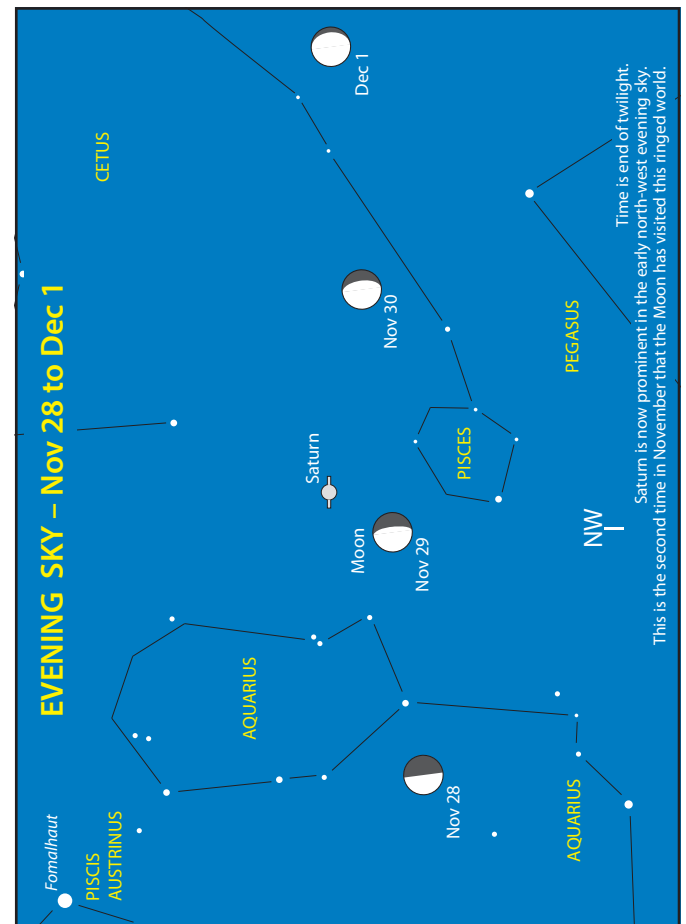 EVENING SKY – Nov 28 to Dec 1
Fomalhaut
PISCIS
AUSTRINUS
AQUARIUS
Saturn
CETUS
Moon
Nov 28
Nov 29
Nov 30
Dec 1
PISCES
AQUARIUS
PEGASUS
NW
Time is end of twilight.
Saturn is now prominent in the early north-west evening sky.
This is the second time in November that the Moon has visited this ringed world.